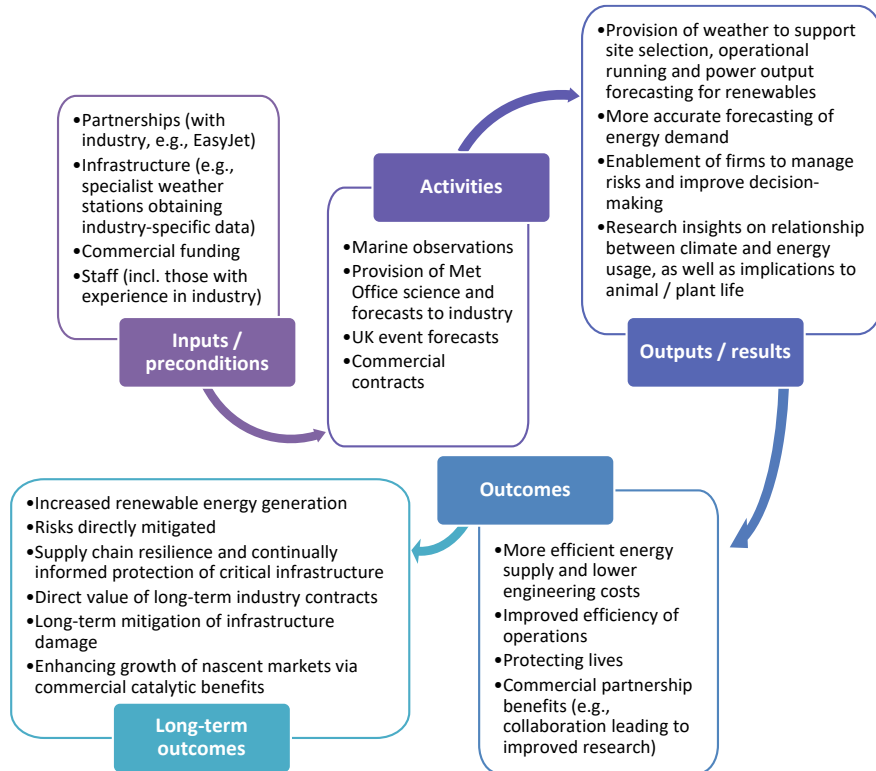 •Partnerships (with
industry, e.g., EasyJet)
•Infrastructure (e.g.,
specialist weather
stations obtaining
industry-specific data)
•Commercial funding
•Staff (incl. those with
experience in industry)
Inputs /
preconditions
Activities
•Marine observations
•Provision of Met
Office science and
forecasts to industry
•UK event forecasts
•Commercial
contracts
•Provision of weather to support
site selection, operational
running and power output
forecasting for renewables
•More accurate forecasting of
energy demand
•Enablement of firms to manage
risks and improve decision-
making
•Research insights on relationship
between climate and energy
usage, as well as implications to
animal / plant life
Outputs / results
Outcomes
•More efficient energy
supply and lower
engineering costs
•Improved efficiency of
operations
•Protecting lives
•Commercial partnership
benefits (e.g.,
collaboration leading to
improved research)
•Increased renewable energy generation
•Risks directly mitigated
•Supply chain resilience and continually
informed protection of critical infrastructure
•Direct value of long-term industry contracts
•Long-term mitigation of infrastructure
damage
•Enhancing growth of nascent markets via
commercial catalytic benefits
Long-term
outcomes